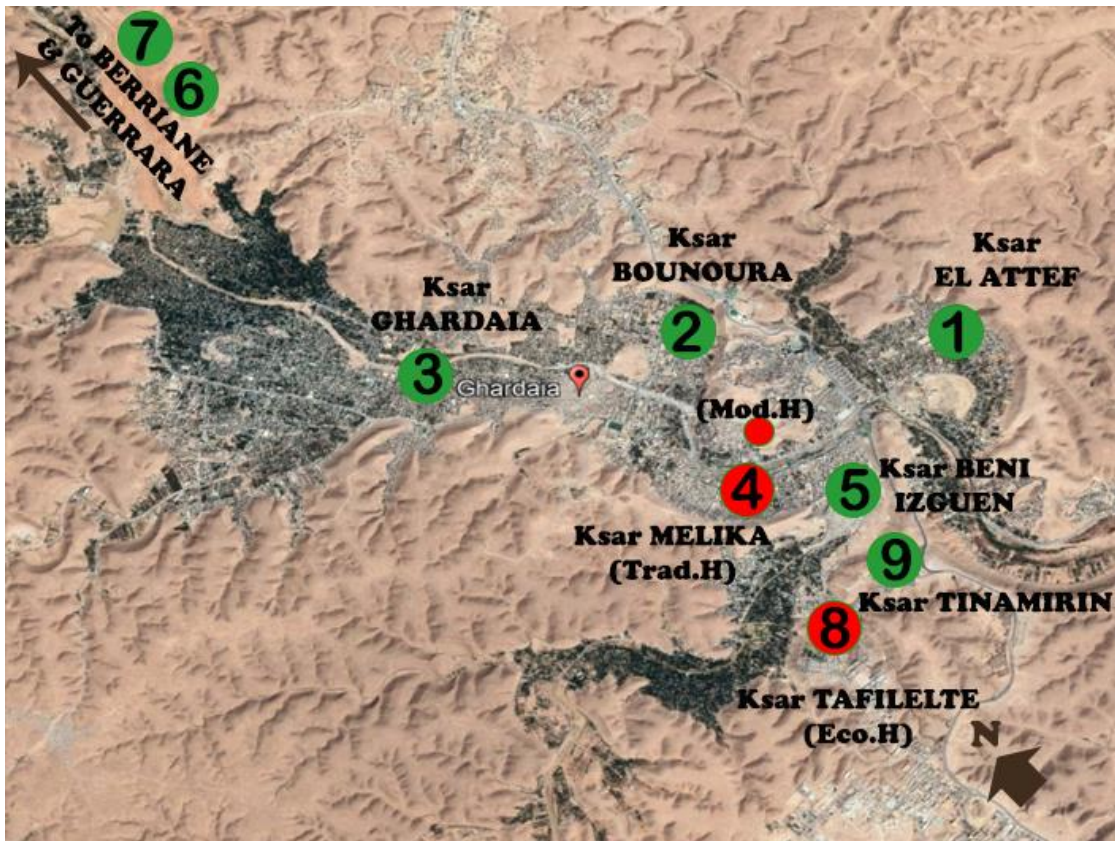 7
6
To BERRIANE
& GUERRARA
Ksar
BOUNOURA
2
Ksar
EL ATTEF
1
Ksar
GHARDAIA
3
Ghardaia
(Mod.H)
4
Ksar MELIKA
(Trad.H)
5
Ksar BENI
IZGUEN
9
Ksar TINAMIRIN
8
Ksar TAFILELTE
(Eco.H)
N